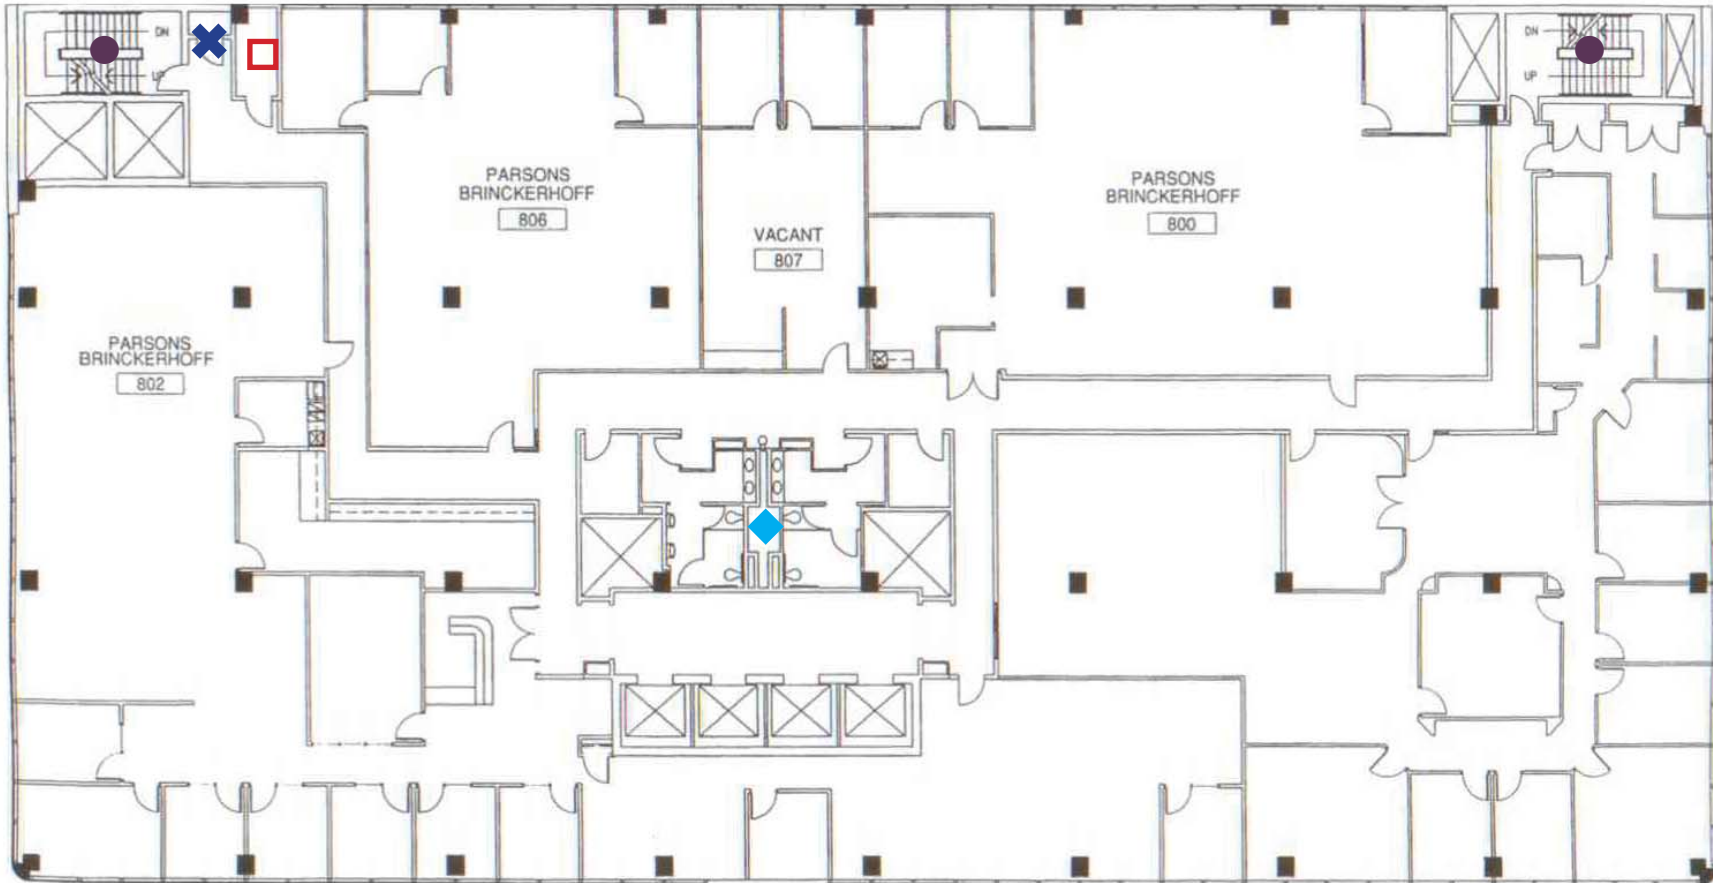 DN
UP
DN
UP
PARSONS
BRINCKERHOFF
806
PARSONS
BRINCKERHOFF
800
VACANT
807
PARSONS
BRINCKERHOFF
802